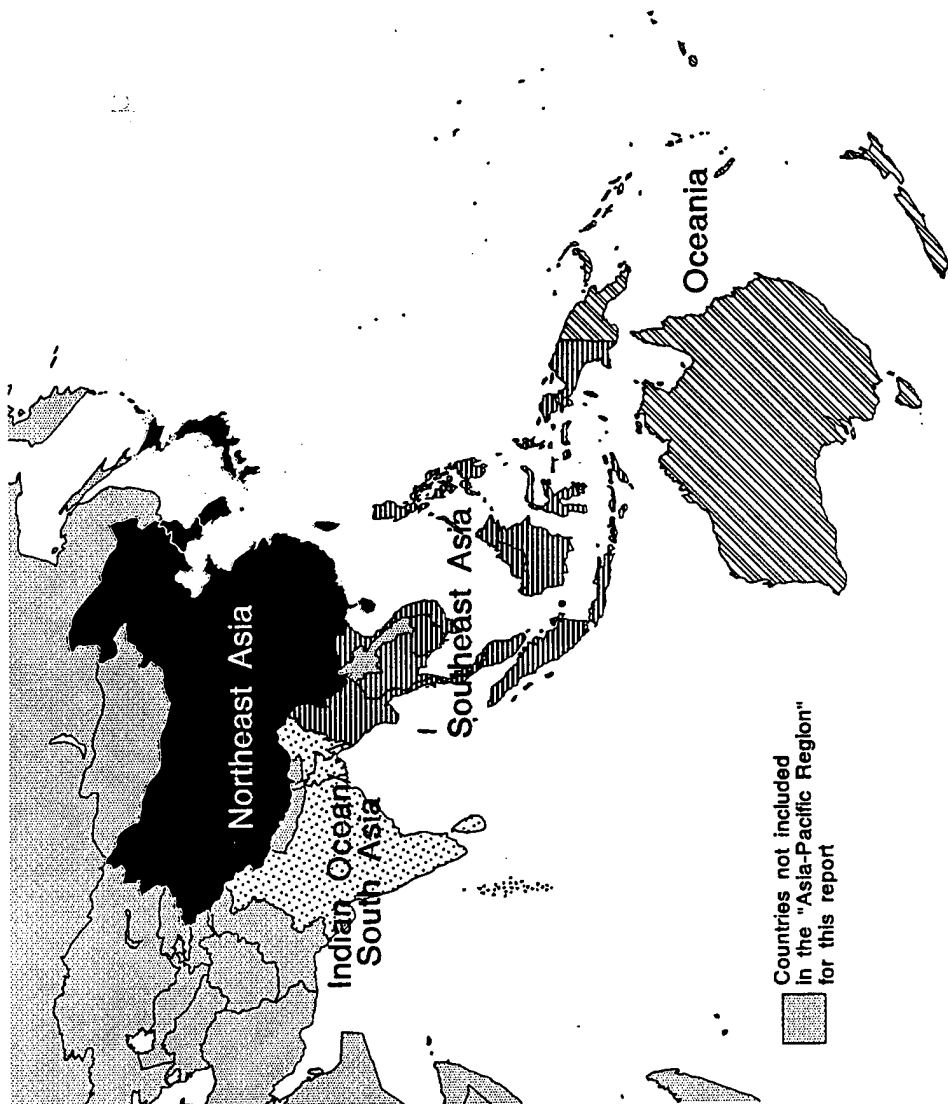 Northeast Asia
Indian Ocean
South Asia
Southeast Asia
Oceania
Countries not included
in the "Asia-Pacific Region"
for this report